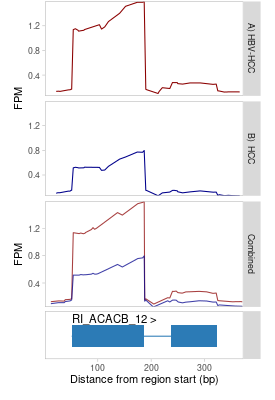 A) HBV-HCC
1.2
0.8
0.4
FPM
B) HCC
1.2
0.8
0.4
Combined
1.2
0.8
0.4
FPM
RI_ACACB_12 >
100
200
300
Distance from region start (bp)